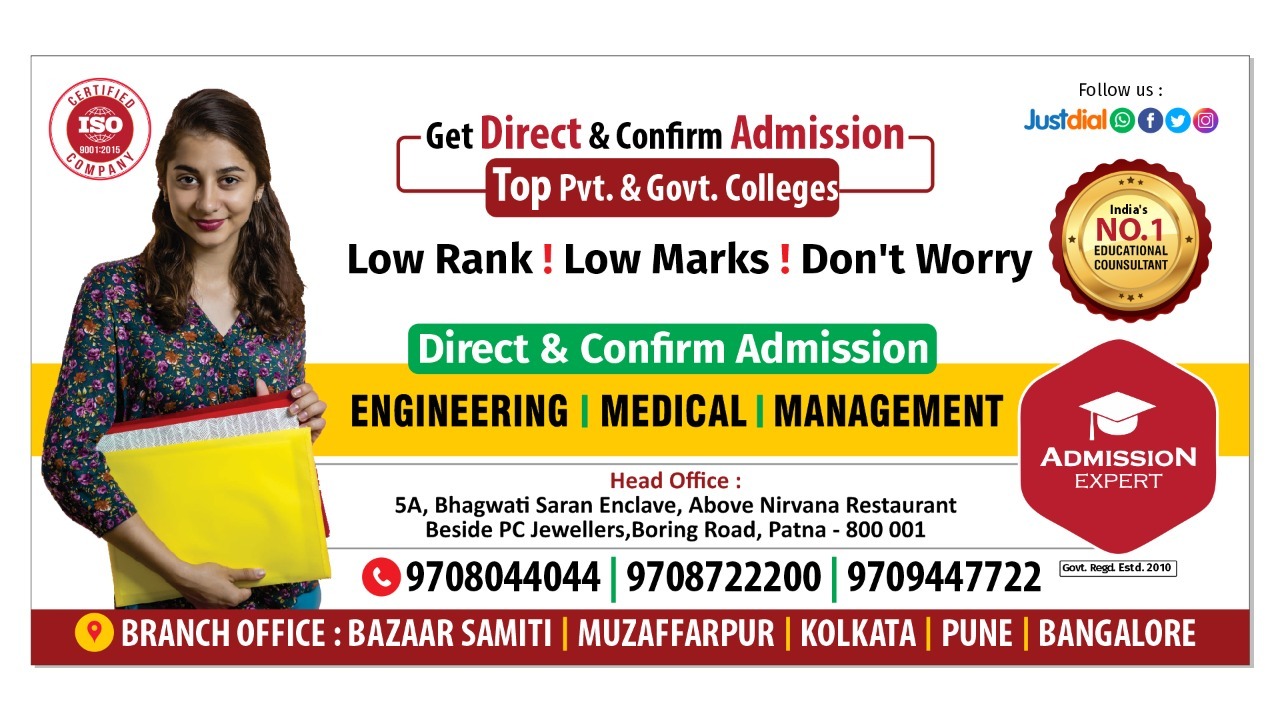 CERTIFIED
ISO
9001:2015
COMPANY
Get Direct & Confirm Admission
Top Pvt. & Govt. Colleges
Low Rank ! Low Marks ! Don't Worry
Follow us :
Justdial
India's
NO.1
EDUCATIONAL
COUNSULTANT
Direct & Confirm Admission
ENGINEERING | MEDICAL | MANAGEMENT
ADMISSION
EXPERT
Head Office :
5A, Bhagwati Saran Enclave, Above Nirvana Restaurant
Beside PC Jewellers,Boring Road, Patna - 800 001
9708044044 | 9708722200 | 9709447722
Govt. Regd. Estd. 2010
BRANCH OFFICE : BAZAAR SAMITI | MUZAFFARPUR | KOLKATA | PUNE | BANGALORE